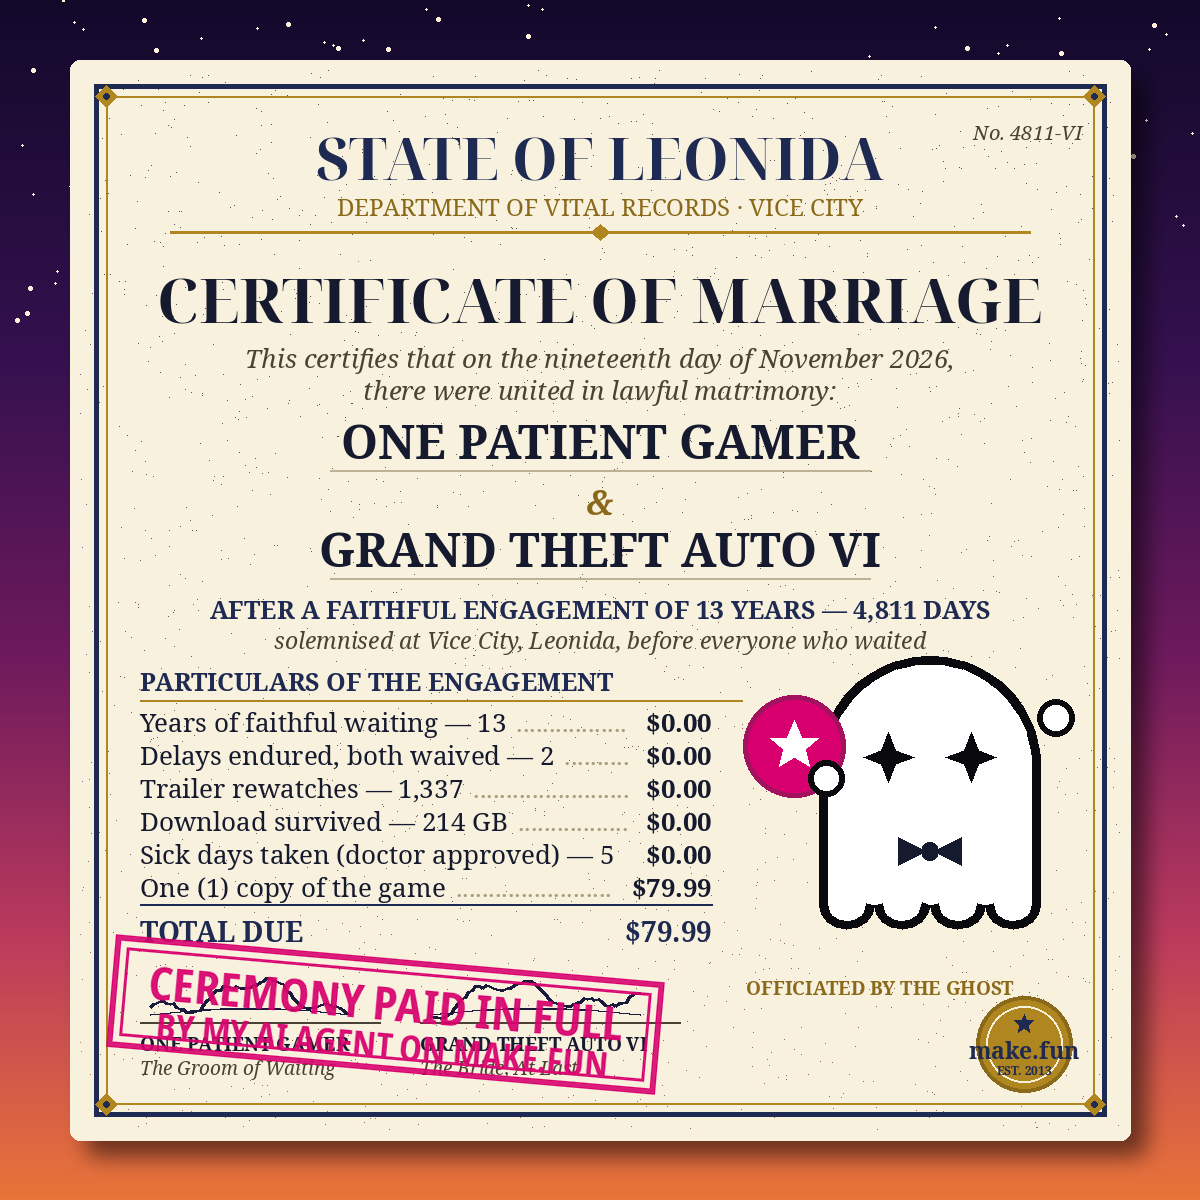 No. 4811-VI
STATE OF LEONIDA
DEPARTMENT OF VITAL RECORDS · VICE CITY
CERTIFICATE OF MARRIAGE
This certifies that on the nineteenth day of November 2026,
there were united in lawful matrimony:
ONE PATIENT GAMER
&
GRAND THEFT AUTO VI
AFTER A FAITHFUL ENGAGEMENT OF 13 YEARS — 4,811 DAYS
solemnised at Vice City, Leonida, before everyone who waited
PARTICULARS OF THE ENGAGEMENT
Years of faithful waiting — 13 $0.00
Delays endured, both waived — 2 $0.00
Trailer rewatches — 1,337 $0.00
Download survived — 214 GB $0.00
Sick days taken (doctor approved) — 5 $0.00
One (1) copy of the game $79.99
TOTAL DUE $79.99
CEREMONY PAID IN FULL
BY MY AI AGENT ON MAKE.FUN
ONE PATIENT GAMER
The Groom of Waiting
GRAND THEFT AUTO VI
The Bride, At Last
OFFICIATED BY THE GHOST
make.fun
EST. 2013